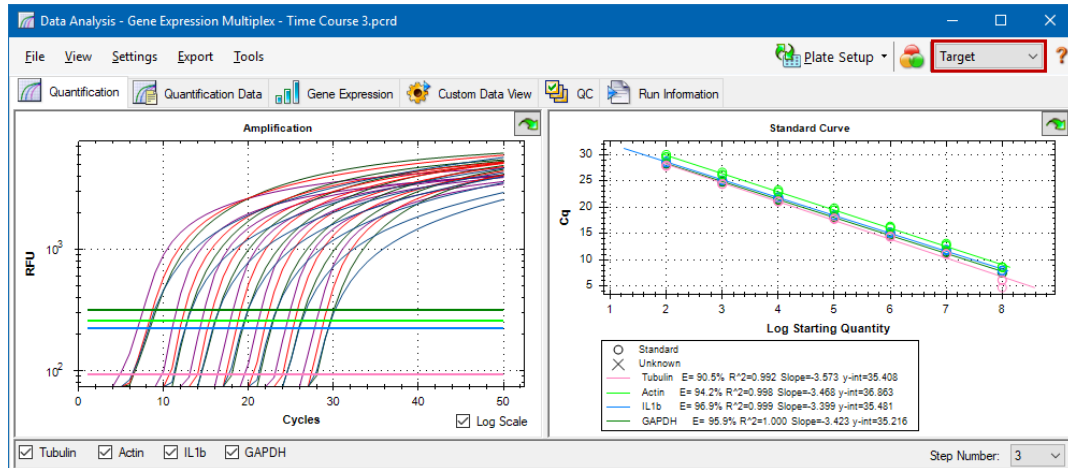 Data Analysis - Gene Expression Multiplex - Time Course 3.pcrd
File View Settings Export Tools Plate Setup Target ?
Quantification Quantification Data Gene Expression Custom Data View QC Run Information
Amplification
RFU
10^3
10^2
0 10 20 30 40 50
Cycles
Log Scale
Standard Curve
Cq
30
25
20
15
10
5
1 2 3 4 5 6 7 8
Log Starting Quantity
Standard
Unknown
Tubulin E= 90.5% R^2=0.992 Slope=-3.573 y-int=35.408
Actin E= 94.2% R^2=0.998 Slope=-3.468 y-int=36.863
IL1b E= 96.9% R^2=0.999 Slope=-3.399 y-int=35.481
GAPDH E= 95.9% R^2=1.000 Slope=-3.423 y-int=35.216
Tubulin Actin IL1b GAPDH Step Number: 3